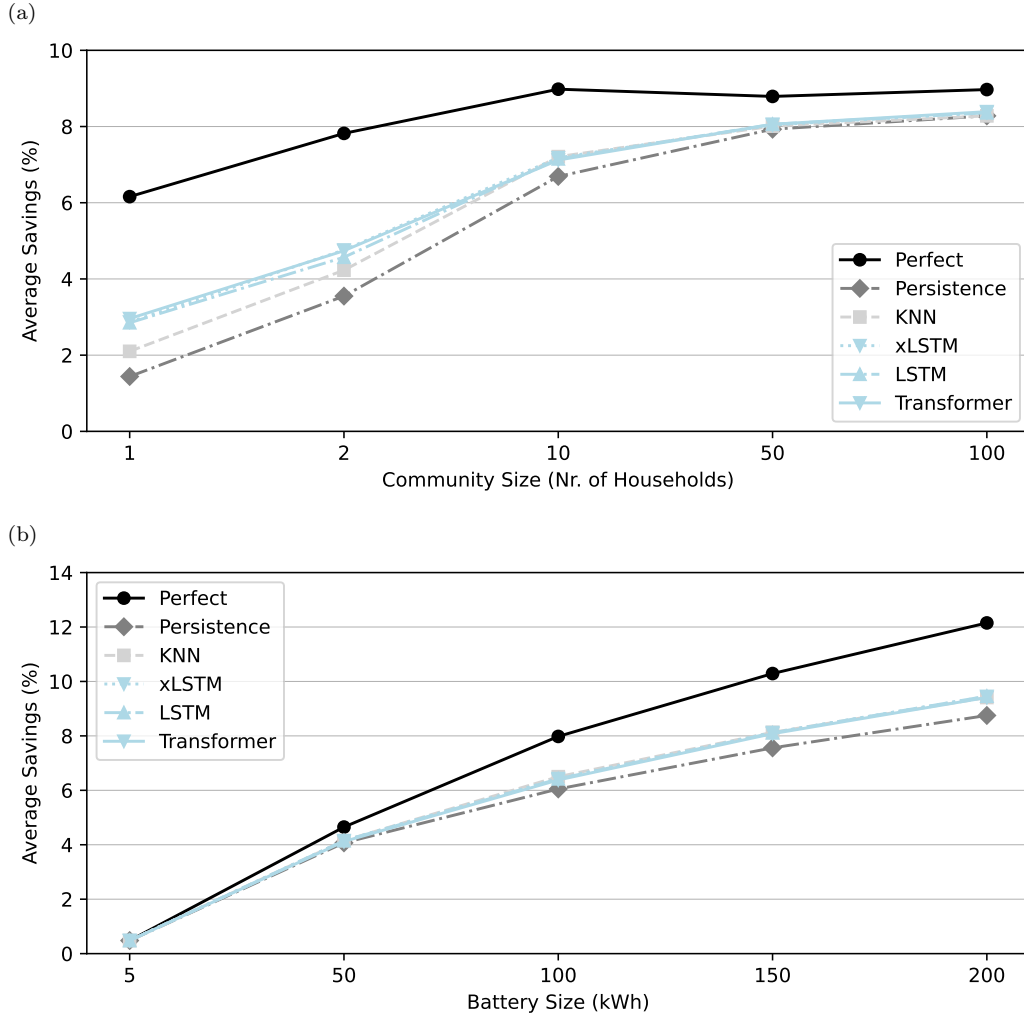 (a)
10
8
6
4
2
0
Average Savings (%)
Perfect
Persistence
KNN
xLSTM
LSTM
Transformer
1 2 10 50 100
Community Size (Nr. of Households)
(b)
14
12
10
8
6
4
2
0
Average Savings (%)
Perfect
Persistence
KNN
xLSTM
LSTM
Transformer
5 50 100 150 200
Battery Size (kWh)